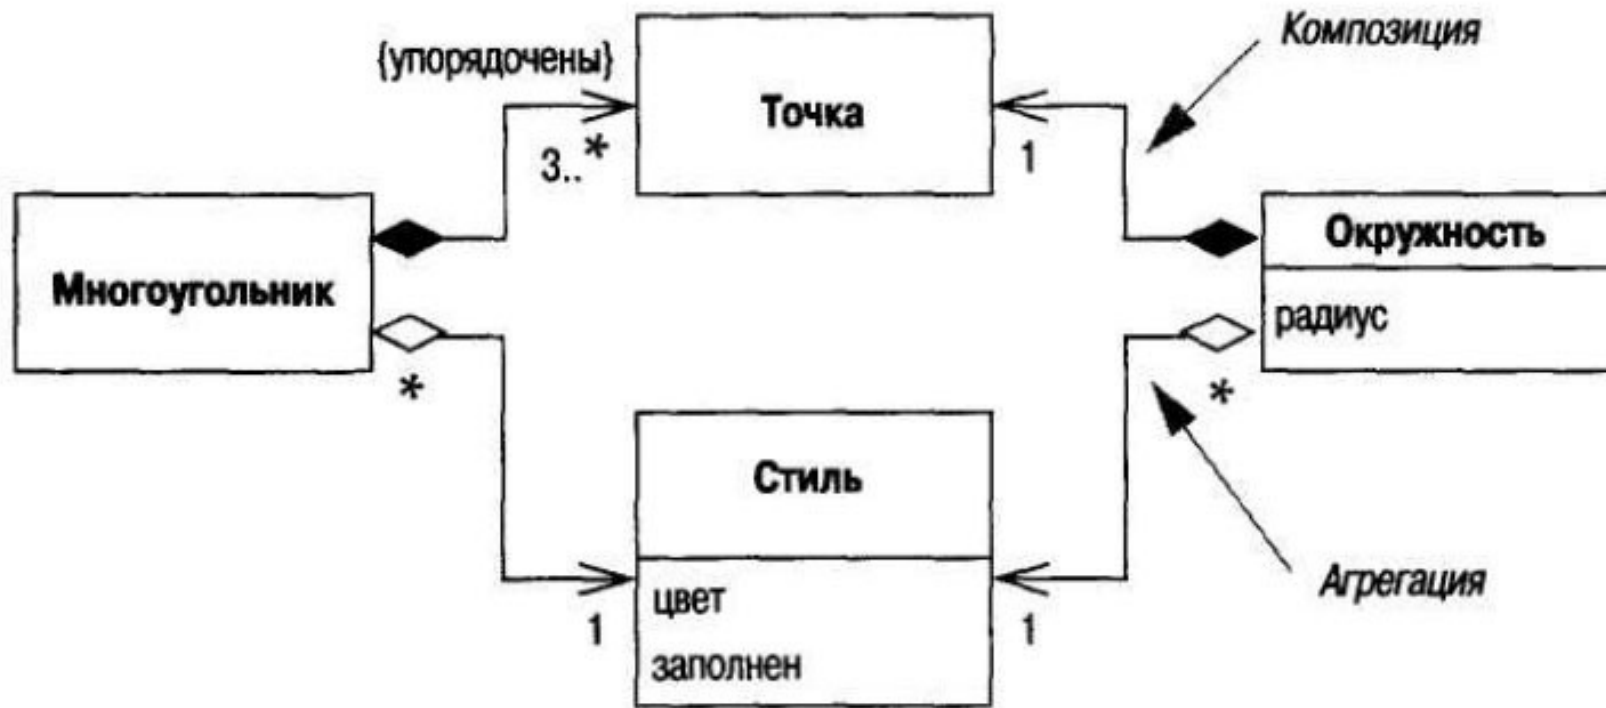 Композиция
{упорядочены}
Точка
3..*
1
Многоугольник
Окружность
радиус
*
*
Стиль
цвет
заполнен
1
1
Агрегация